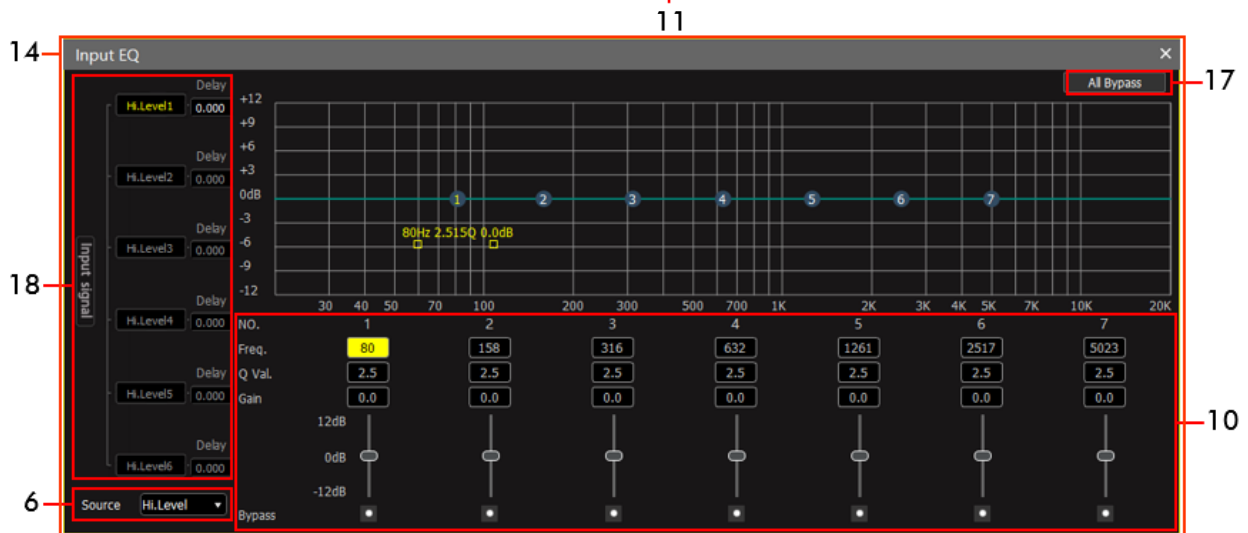 11
14
Input EQ
×
17
All Bypass
18
Input signal
Delay
Hi.Level1 0.000
Delay
Hi.Level2 0.000
Delay
Hi.Level3 0.000
Delay
Hi.Level4 0.000
Delay
Hi.Level5 0.000
Delay
Hi.Level6 0.000
6
Source Hi.Level
+12
+9
+6
+3
0dB
-3
-6
-9
-12
1 2 3 4 5 6 7
80Hz 2.515Q 0.0dB
30 40 50 70 100 200 300 500 700 1K 2K 3K 4K 5K 7K 10K 20K
NO. 1 2 3 4 5 6 7
Freq. 80 158 316 632 1261 2517 5023
Q Val. 2.5 2.5 2.5 2.5 2.5 2.5 2.5
Gain 0.0 0.0 0.0 0.0 0.0 0.0 0.0
12dB
0dB
-12dB
Bypass
10